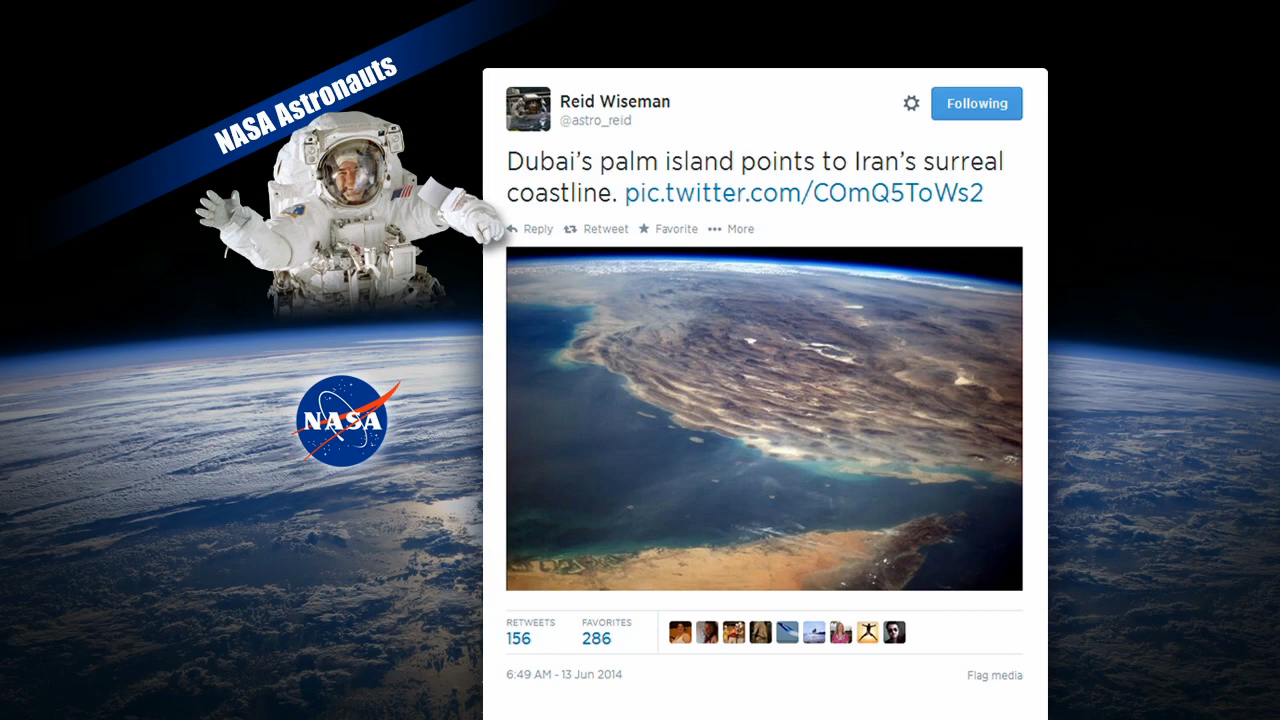 NASA Astronauts
NASA
Reid Wiseman
@astro_reid
Following
Dubai’s palm island points to Iran’s surreal
coastline. pic.twitter.com/COmQ5ToWs2
Reply Retweet Favorite More
RETWEETS FAVORITES
156 286
6:49 AM - 13 Jun 2014 Flag media